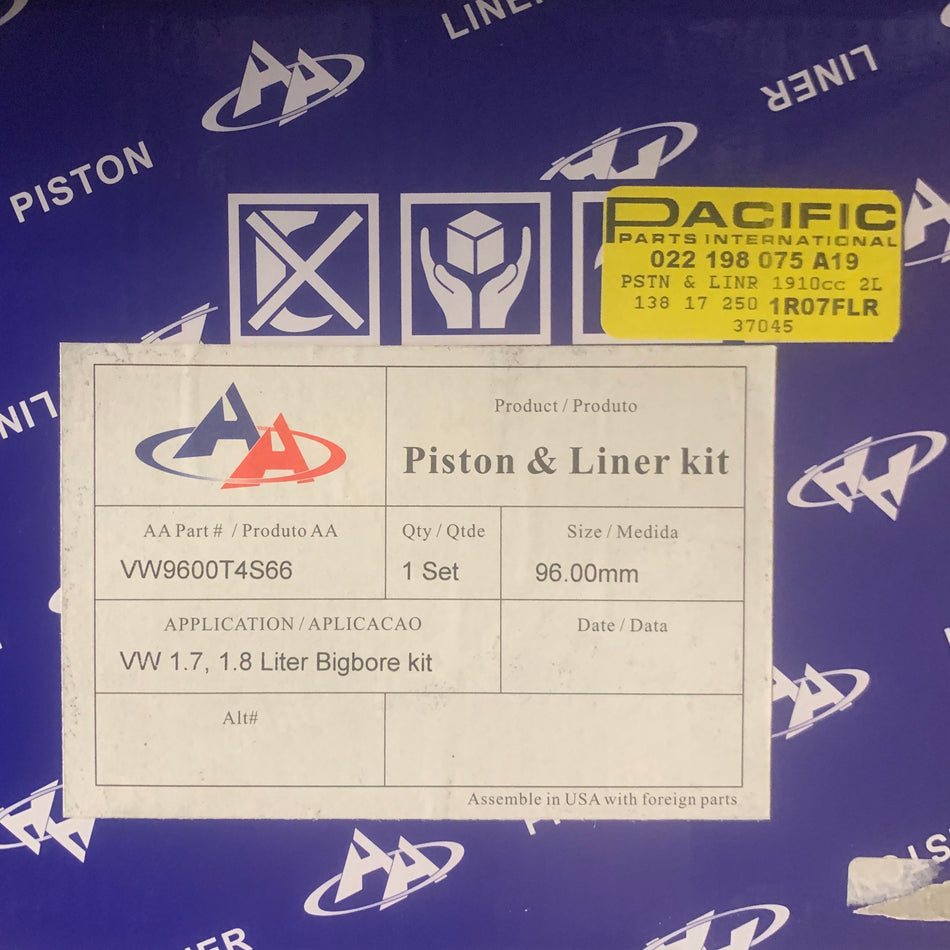 LINER
LINER
PISTON
PACIFIC
PARTS INTERNATIONAL
022 198 075 A19
PSTN & LINR 1910cc 2L
138 17 250 1R07FLR
37045
AA
Product / Produto
Piston & Liner kit
AA Part # / Produto AA
VW9600T4S66
Qty / Qtde
1 Set
Size / Medida
96.00mm
APPLICATION / APLICACAO
VW 1.7, 1.8 Liter Bigbore kit
Date / Data
Alt#
Assemble in USA with foreign parts